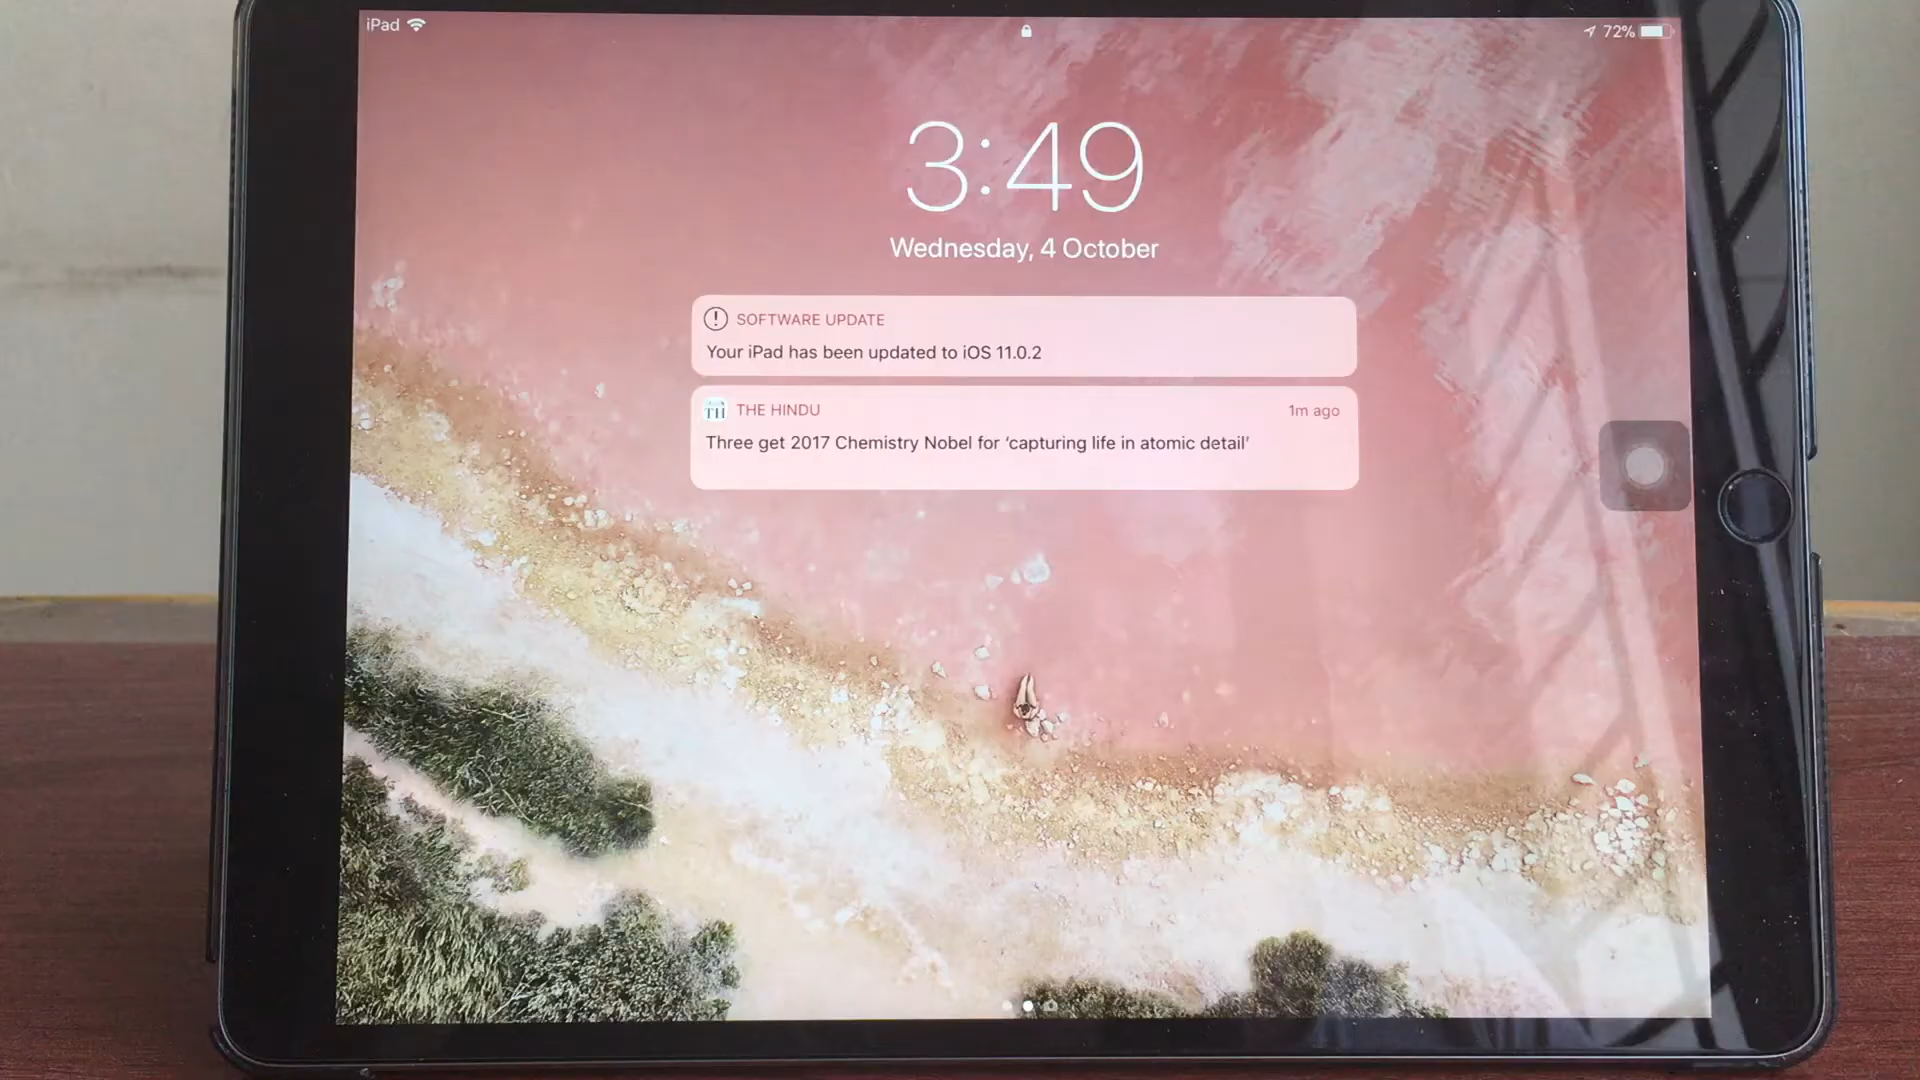 iPad
72%
3:49
Wednesday, 4 October
SOFTWARE UPDATE
Your iPad has been updated to iOS 11.0.2
TH THE HINDU 1m ago
Three get 2017 Chemistry Nobel for ‘capturing life in atomic detail’